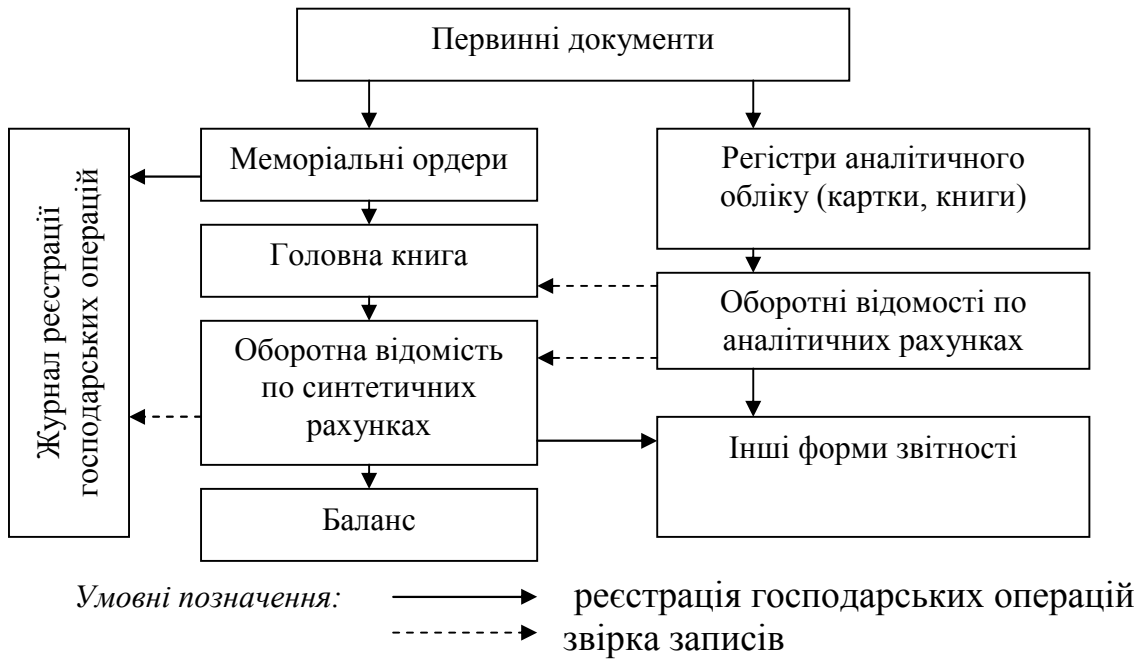 Первинні документи
Журнал реєстрації
господарських операцій
Меморіальні ордери
Регістри аналітичного
обліку (картки, книги)
Головна книга
Оборотні відомості по
аналітичних рахунках
Оборотна відомість
по синтетичних
рахунках
Інші форми звітності
Баланс
Умовні позначення:
реєстрація господарських операцій
звірка записів